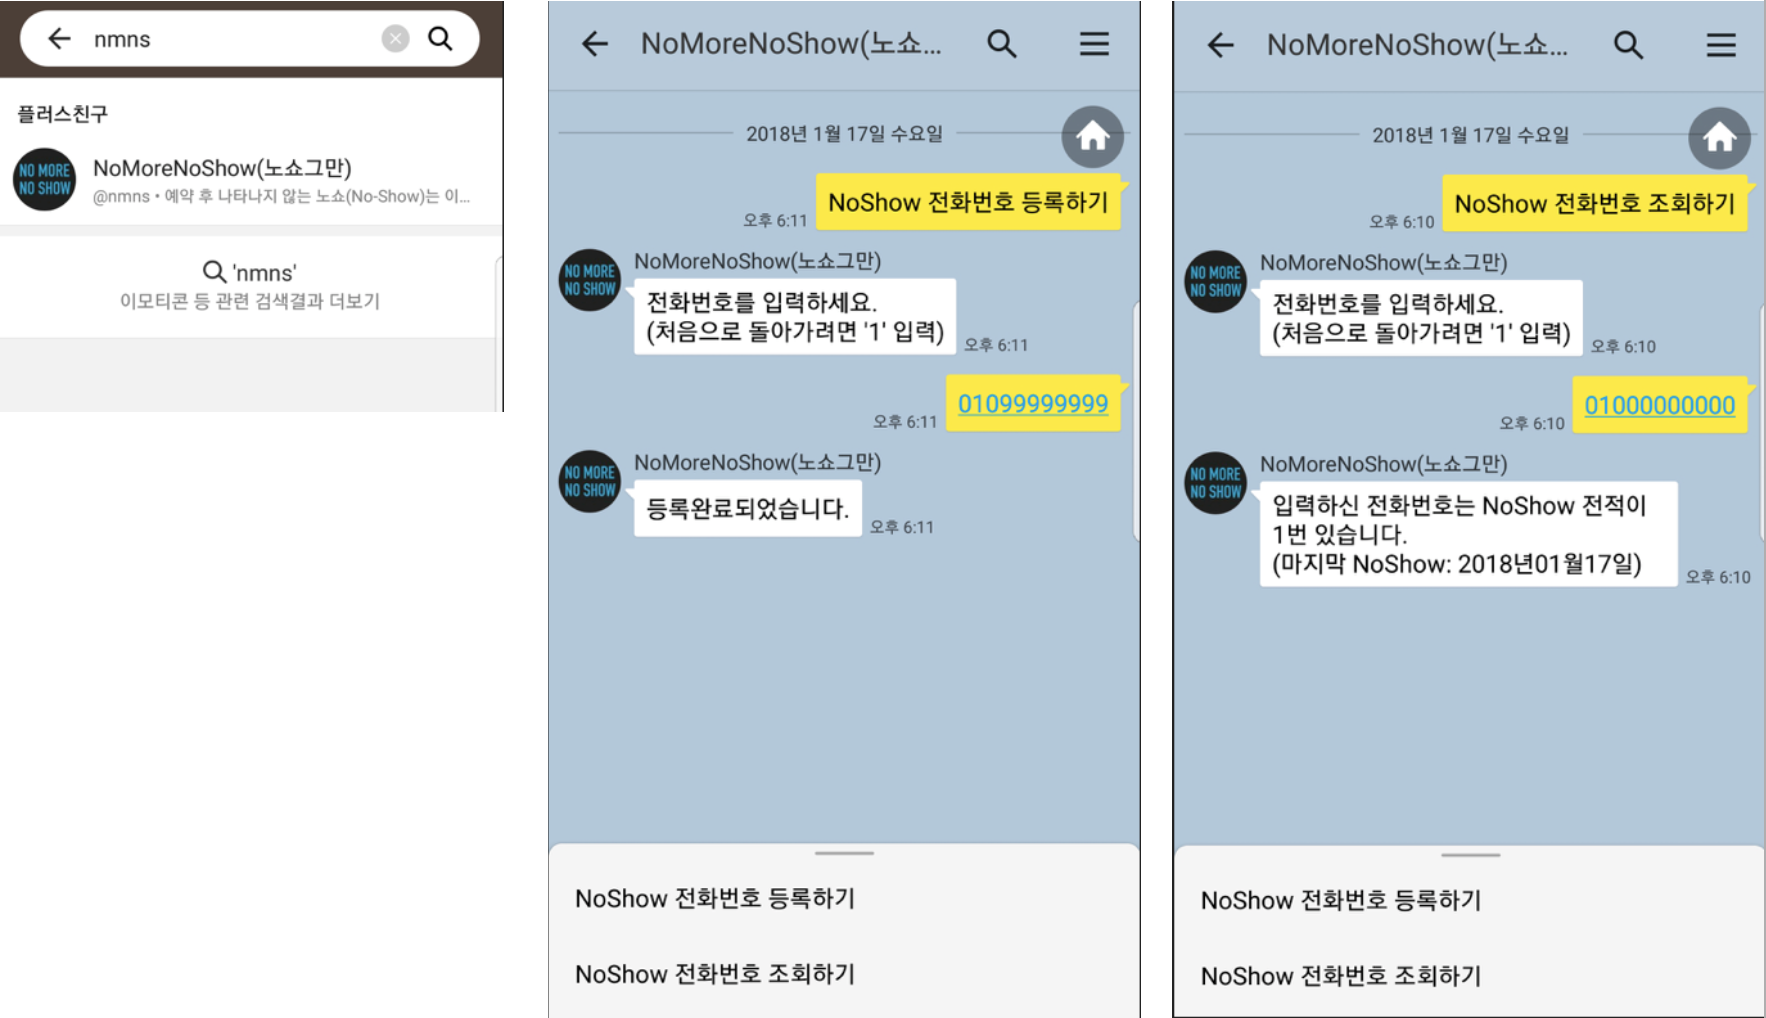 nmns
플러스친구
NO MORE
NO SHOW
NoMoreNoShow(노쇼그만)
@nmns • 예약 후 나타나지 않는 노쇼(No-Show)는 이...
'nmns'
이모티콘 등 관련 검색결과 더보기
NoMoreNoShow(노쇼...
2018년 1월 17일 수요일
NoShow 전화번호 등록하기
오후 6:11
NO MORE
NO SHOW
NoMoreNoShow(노쇼그만)
전화번호를 입력하세요.
(처음으로 돌아가려면 '1' 입력)
오후 6:11
01099999999
오후 6:11
NO MORE
NO SHOW
NoMoreNoShow(노쇼그만)
등록완료되었습니다.
오후 6:11
NoShow 전화번호 등록하기
NoShow 전화번호 조회하기
NoMoreNoShow(노쇼...
2018년 1월 17일 수요일
NoShow 전화번호 조회하기
오후 6:10
NO MORE
NO SHOW
NoMoreNoShow(노쇼그만)
전화번호를 입력하세요.
(처음으로 돌아가려면 '1' 입력)
오후 6:10
01000000000
오후 6:10
NO MORE
NO SHOW
NoMoreNoShow(노쇼그만)
입력하신 전화번호는 NoShow 전적이
1번 있습니다.
(마지막 NoShow: 2018년01월17일)
오후 6:10
NoShow 전화번호 등록하기
NoShow 전화번호 조회하기